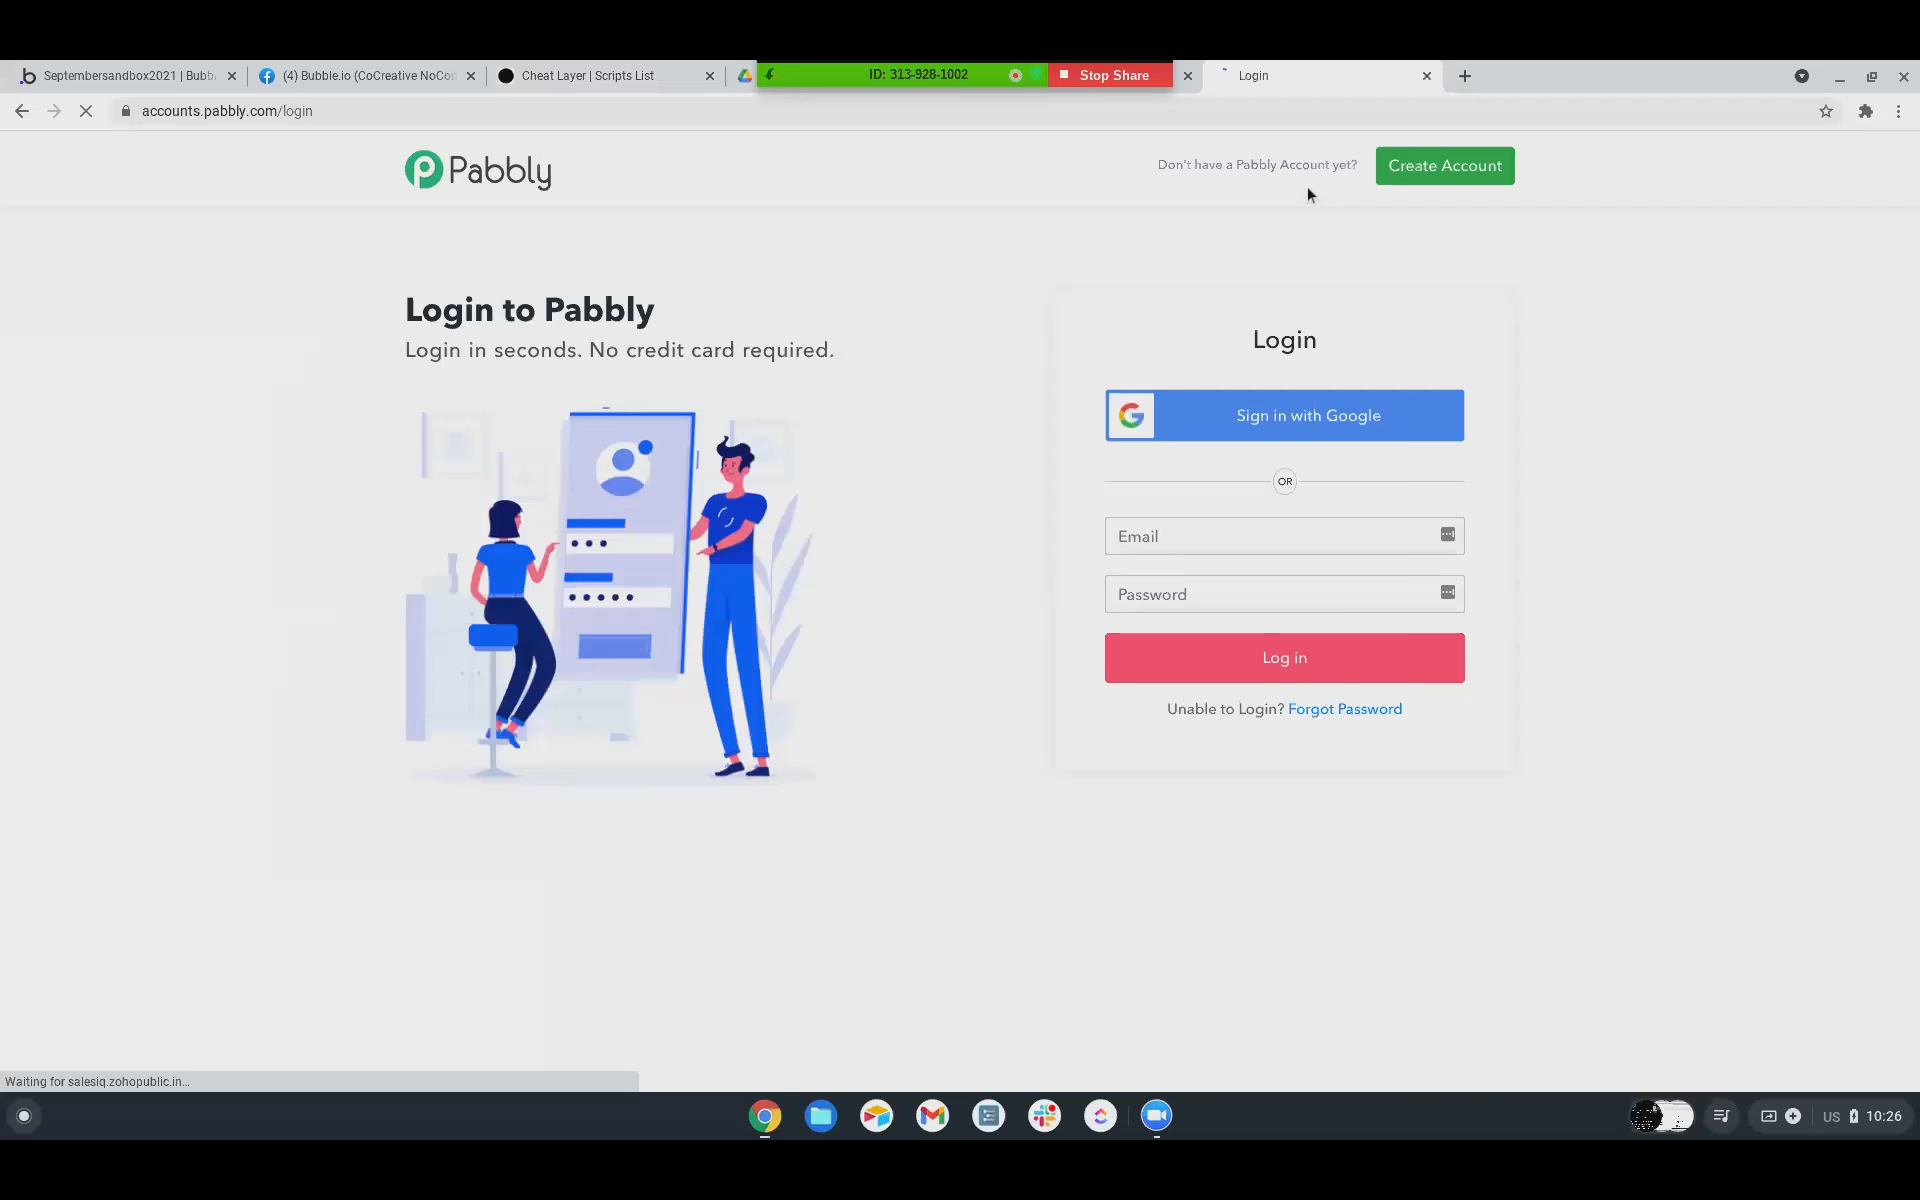 Septembersandbox2021 | Bubb
(4) Bubble.io (CoCreative NoCod
Cheat Layer | Scripts List
ID: 313-928-1002
Stop Share
Login
accounts.pabbly.com/login
Pabbly
Don't have a Pabbly Account yet?
Create Account
Login to Pabbly
Login in seconds. No credit card required.
Login
Sign in with Google
OR
Email
Password
Log in
Unable to Login? Forgot Password
Waiting for salesiq.zohopublic.in...
US
10:26